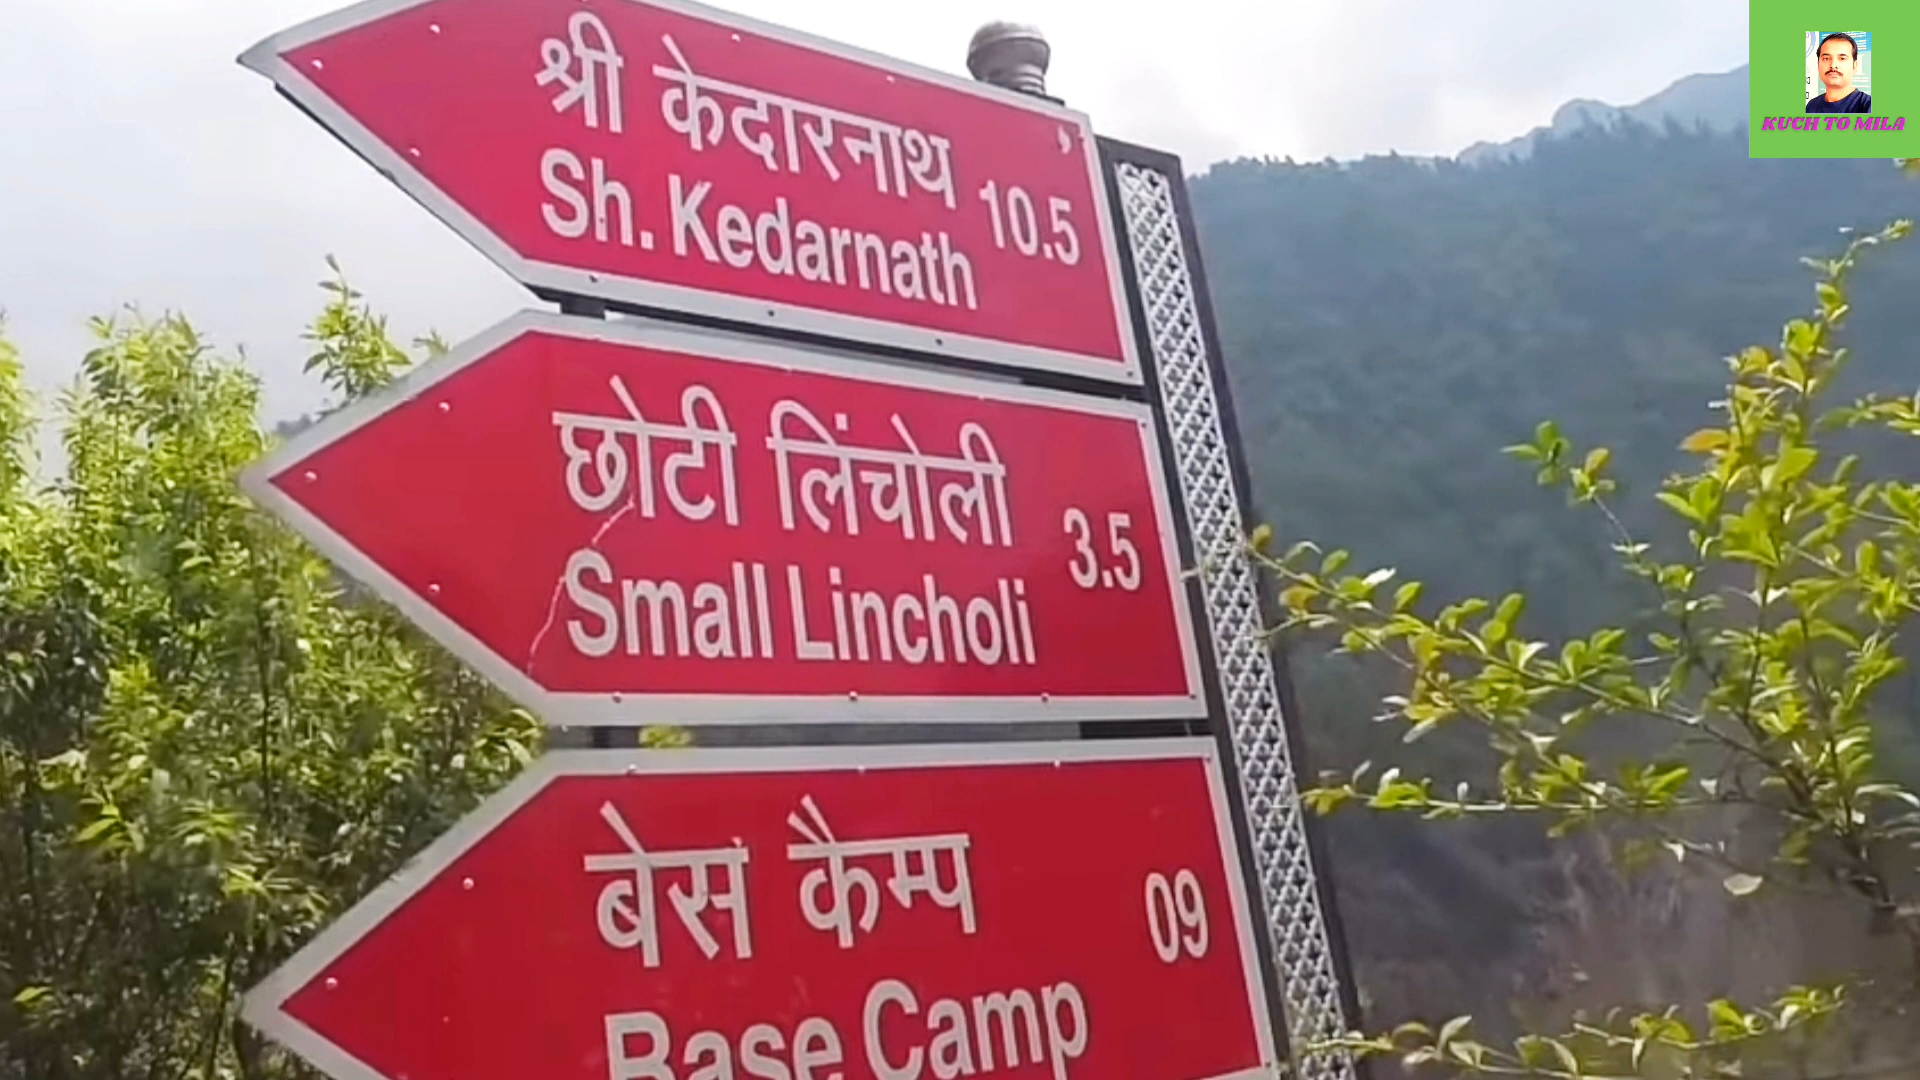 श्री केदारनाथ
Sh. Kedarnath 10.5
छोटी लिंचोली
Small Lincholi 3.5
बेस कैम्प 09
Base Camp
KUCH TO MILA